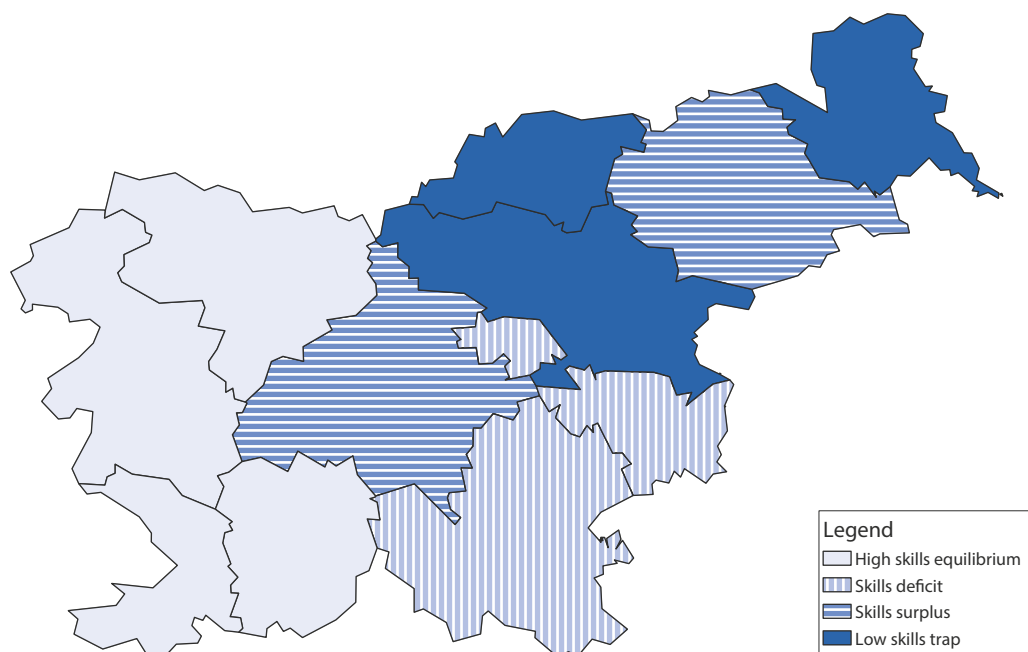 Legend
High skills equilibrium
Skills deficit
Skills surplus
Low skills trap